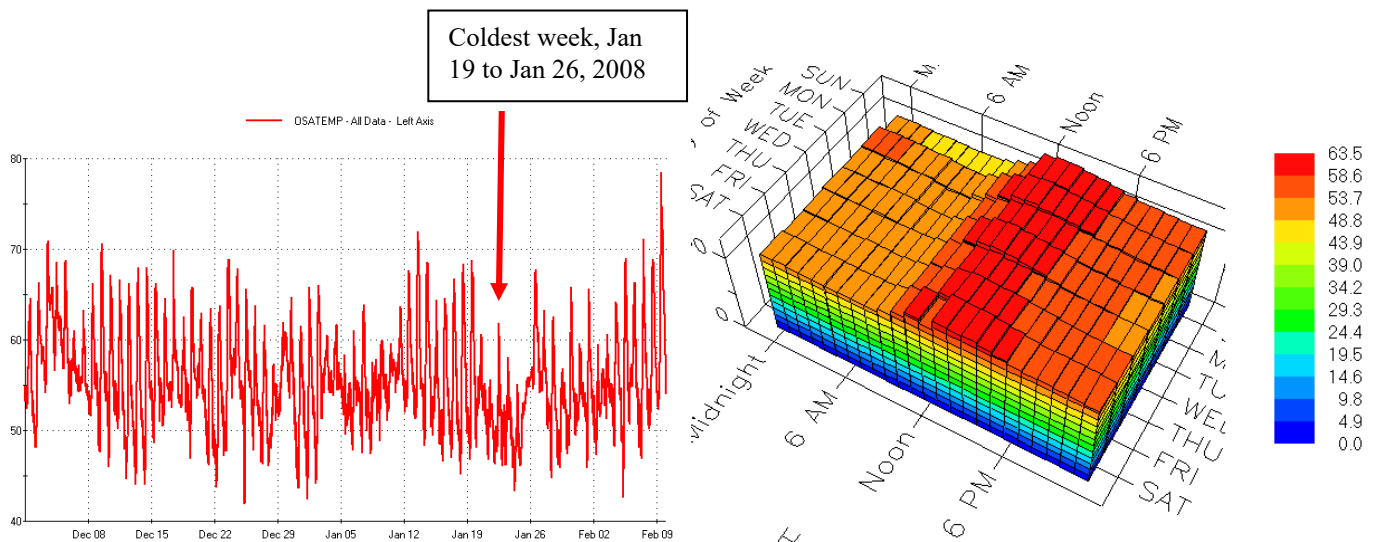 Coldest week, Jan
19 to Jan 26, 2008
OSATEMP - All Data - Left Axis
80
70
60
50
40
Dec 08 Dec 15 Dec 22 Dec 29 Jan 05 Jan 12 Jan 19 Jan 26 Feb 02 Feb 09
of Week
SUN
MON
TUE
WED
THU
FRI
SAT
M
6 AM
Noon
6 PM
0
0
Midnight
6 AM
Noon
6 PM
M
TU
WE
THU
FRI
SAT
63.5
58.6
53.7
48.8
43.9
39.0
34.2
29.3
24.4
19.5
14.6
9.8
4.9
0.0